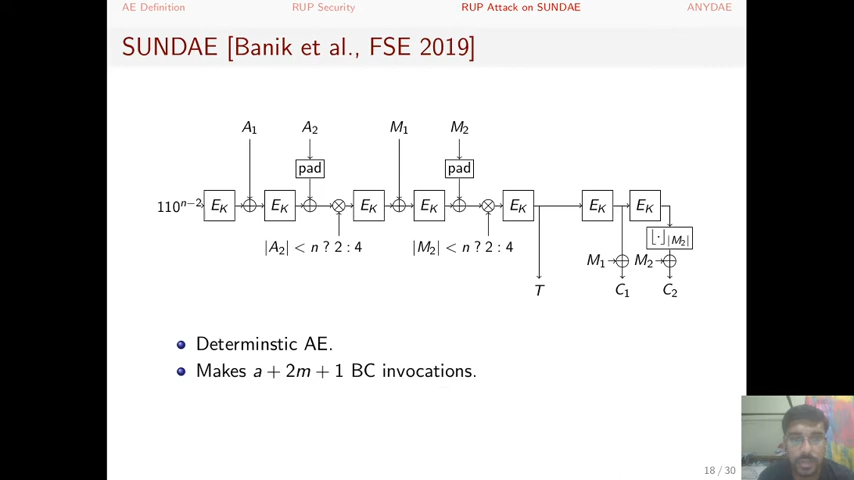 AE Definition RUP Security RUP Attack on SUNDAE ANYDAE
SUNDAE [Banik et al., FSE 2019]
A₁ A₂ M₁ M₂
pad pad
110ⁿ⁻² E_K E_K E_K E_K E_K E_K E_K
|A₂| < n ? 2 : 4 |M₂| < n ? 2 : 4 ⌊·⌋|M₂|
M₁ M₂
T C₁ C₂
Determinstic AE.
Makes a + 2m + 1 BC invocations.
18 / 30